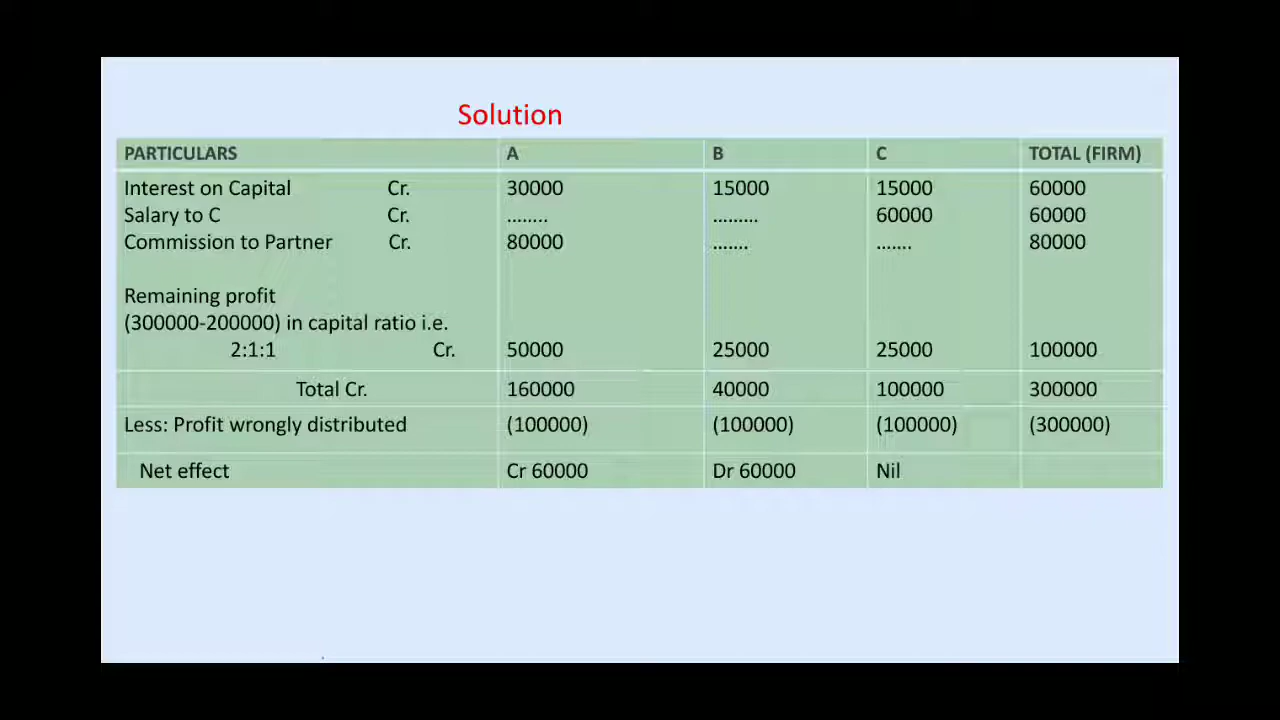 Solution
PARTICULARS A B C TOTAL (FIRM)
Interest on Capital Cr. 30000 15000 15000 60000
Salary to C Cr. ........ ......... 60000 60000
Commission to Partner Cr. 80000 ....... ....... 80000
Remaining profit
(300000-200000) in capital ratio i.e.
2:1:1 Cr. 50000 25000 25000 100000
Total Cr. 160000 40000 100000 300000
Less: Profit wrongly distributed (100000) (100000) (100000) (300000)
Net effect Cr 60000 Dr 60000 Nil